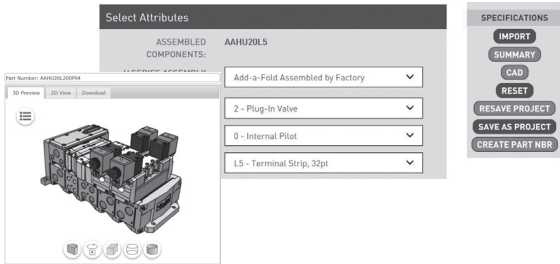 Select Attributes
ASSEMBLED
COMPONENTS:
AAHU20L5
Add-a-Fold Assembled by Factory
2 - Plug-In Valve
0 - Internal Pilot
L5 - Terminal Strip, 32pt
Part Number: AAHU20L200P04
3D Preview
2D View
Download
SPECIFICATIONS
IMPORT
SUMMARY
CAD
RESET
RESAVE PROJECT
SAVE AS PROJECT
CREATE PART NBR